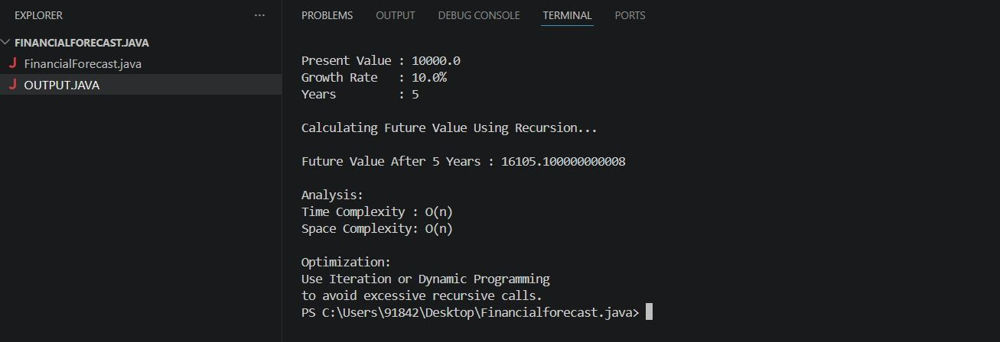 EXPLORER ...
FINANCIALFORECAST.JAVA
J FinancialForecast.java
J OUTPUT.JAVA
PROBLEMS OUTPUT DEBUG CONSOLE TERMINAL PORTS
Present Value : 10000.0
Growth Rate   : 10.0%
Years         : 5
Calculating Future Value Using Recursion...
Future Value After 5 Years : 16105.100000000008
Analysis:
Time Complexity : O(n)
Space Complexity: O(n)
Optimization:
Use Iteration or Dynamic Programming
to avoid excessive recursive calls.
PS C:\Users\91842\Desktop\Financialforecast.java>